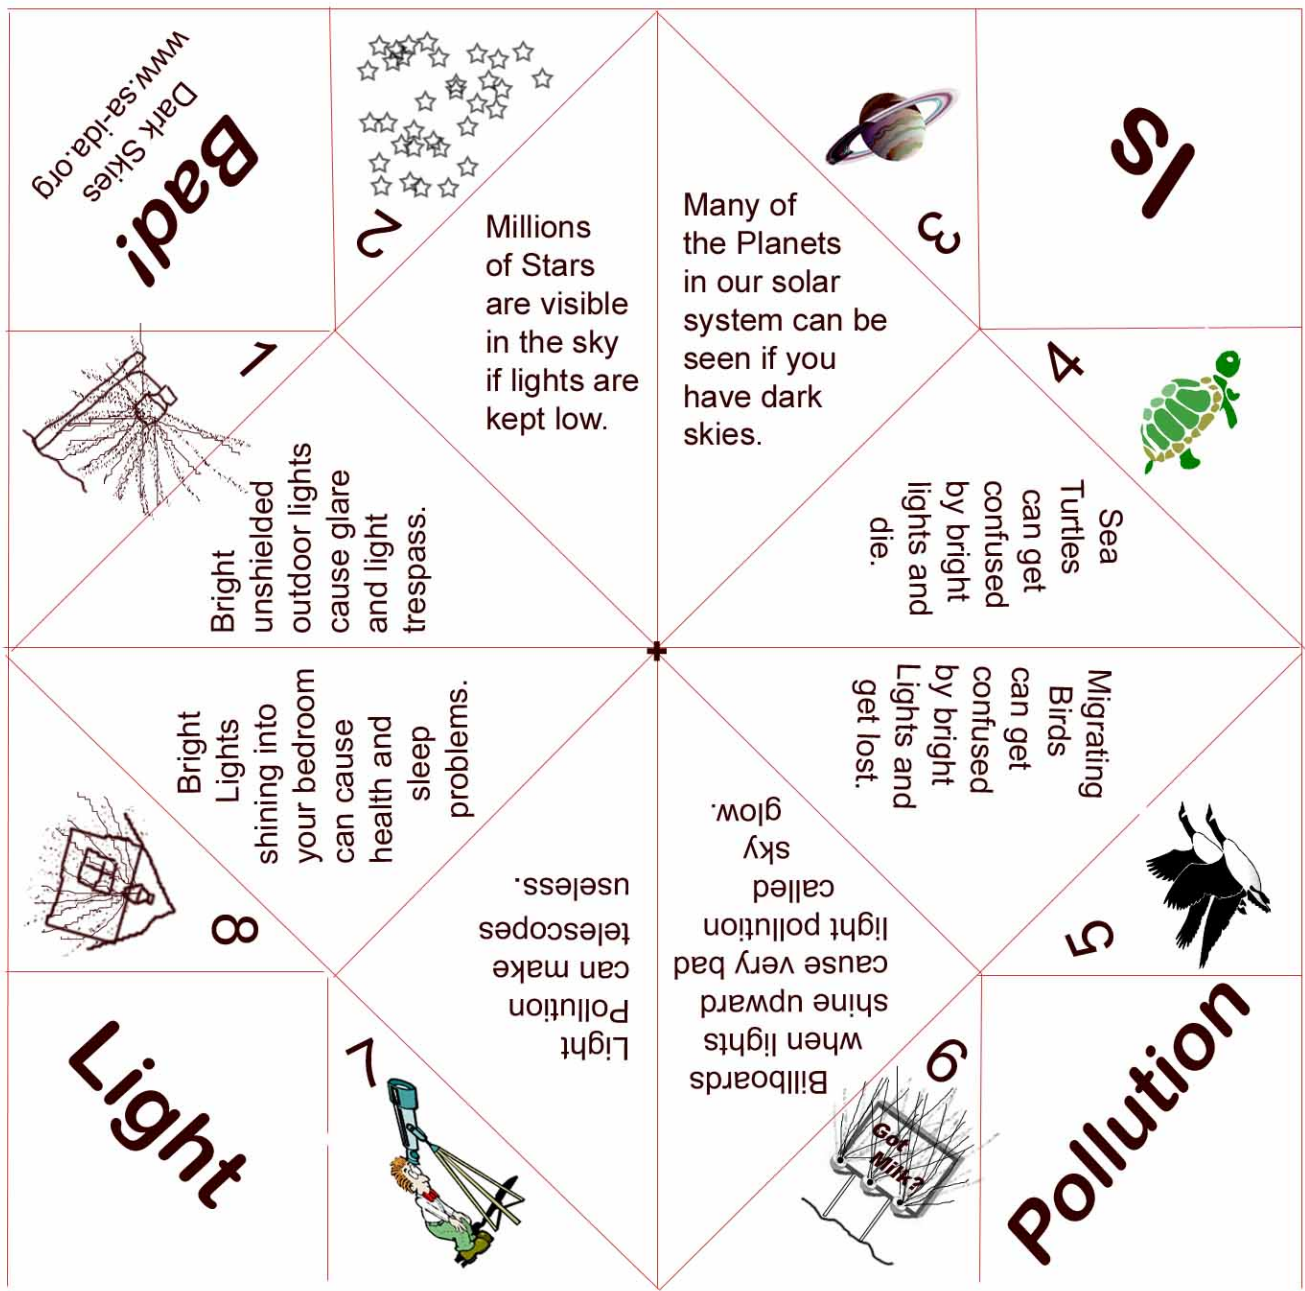 Bad!
Dark Skies
www.sa-ida.org
2
Millions
of Stars
are visible
in the sky
if lights are
kept low.
Many of
the Planets
in our solar
system can be
seen if you
have dark
skies.
3
Is
1
Bright
unshielded
outdoor lights
cause glare
and light
trespass.
4
Sea
Turtles
can get
confused
by bright
lights and
die.
8
Bright
Lights
shining into
your bedroom
can cause
health and
sleep
problems.
Migrating
Birds
can get
confused
by bright
Lights and
get lost.
5
Light
7
Light
Pollution
can make
telescopes
useless.
Billboards
when lights
shine upward
cause very bad
light pollution
called
sky
glow.
6
Got
Milk?
Pollution